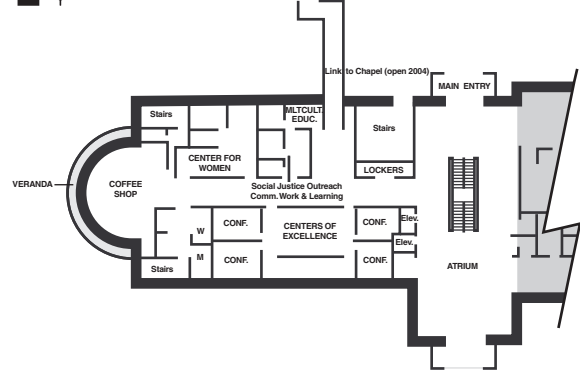 Link to Chapel (open 2004)
MAIN ENTRY
Stairs
MLTCULT.
EDUC.
Stairs
CENTER FOR
WOMEN
LOCKERS
VERANDA
COFFEE
SHOP
Social Justice Outreach
Comm. Work & Learning
W
CONF.
CENTERS OF
EXCELLENCE
CONF.
Elev.
Elev.
M
CONF.
CONF.
Stairs
ATRIUM